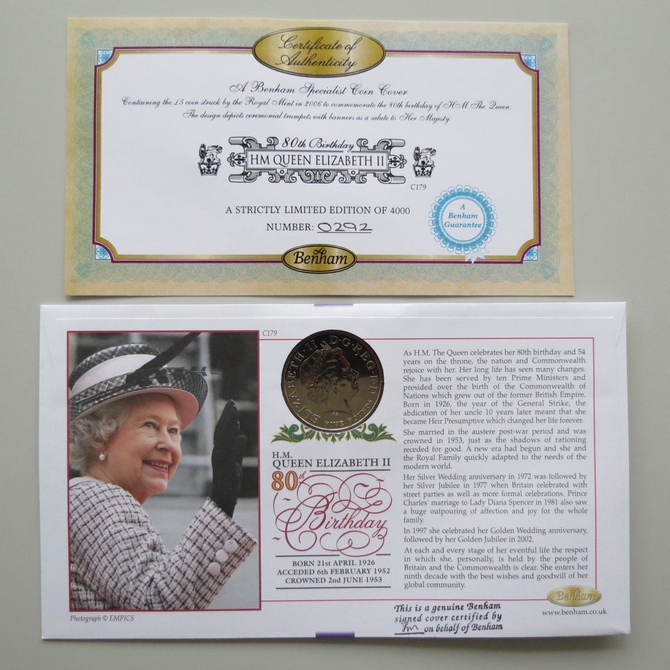 Certificate of
Authenticity
A Benham Specialist Coin Cover
Containing the £5 coin struck by the Royal Mint in 2006 to commemorate the 80th birthday of H M The Queen.
The design depicts ceremonial trumpets with banners as a salute to Her Majesty.
80th Birthday
HM QUEEN ELIZABETH II
C179
A STRICTLY LIMITED EDITION OF 4000
NUMBER: 0292
A
Benham
Guarantee
Benham
C179
ELIZABETH·II·D·G·REG
H.M.
QUEEN ELIZABETH II
80th
Birthday
BORN 21st APRIL 1926
ACCEDED 6th FEBRUARY 1952
CROWNED 2nd JUNE 1953
As H.M. The Queen celebrates her 80th birthday and 54
years on the throne, the nation and Commonwealth
rejoice with her. Her long life has seen many changes.
She has been served by ten Prime Ministers and
presided over the birth of the Commonwealth of
Nations which grew out of the former British Empire.
Born in 1926, the year of the General Strike, the
abdication of her uncle 10 years later meant that she
became Heir Presumptive which changed her life forever.
She married in the austere post-war period and was
crowned in 1953, just as the shadows of rationing
receded for good. A new era had begun and she and
the Royal Family quickly adapted to the needs of the
modern world.
Her Silver Wedding anniversary in 1972 was followed by
her Silver Jubilee in 1977 when Britain celebrated with
street parties as well as more formal celebrations. Prince
Charles' marriage to Lady Diana Spencer in 1981 also saw
a huge outpouring of affection and joy for the whole
family.
In 1997 she celebrated her Golden Wedding anniversary,
followed by her Golden Jubilee in 2002.
At each and every stage of her eventful life the respect
in which she, personally, is held by the people of
Britain and the Commonwealth is clear. She enters her
ninth decade with the best wishes and goodwill of her
global community.
Benham
www.benham.co.uk
Photograph © EMPICS
This is a genuine Benham
signed cover certified by
on behalf of Benham